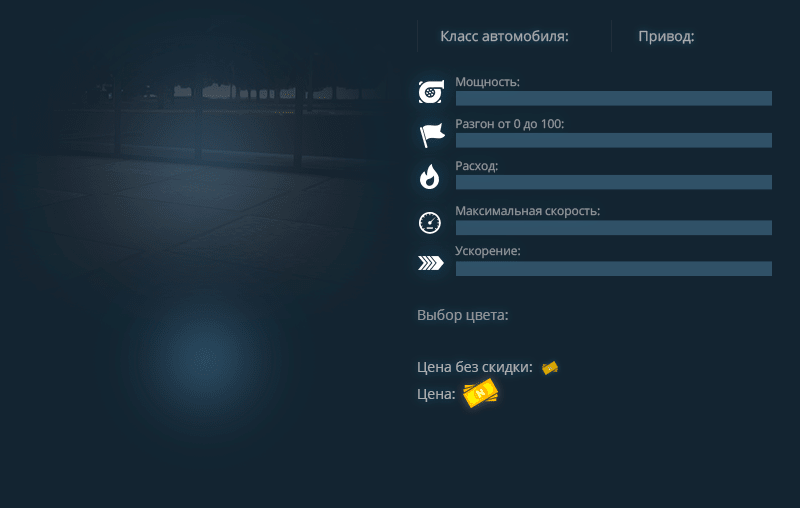 Класс автомобиля:
Привод:
Мощность:
Разгон от 0 до 100:
Расход:
Максимальная скорость:
Ускорение:
Выбор цвета:
Цена без скидки:
Цена: